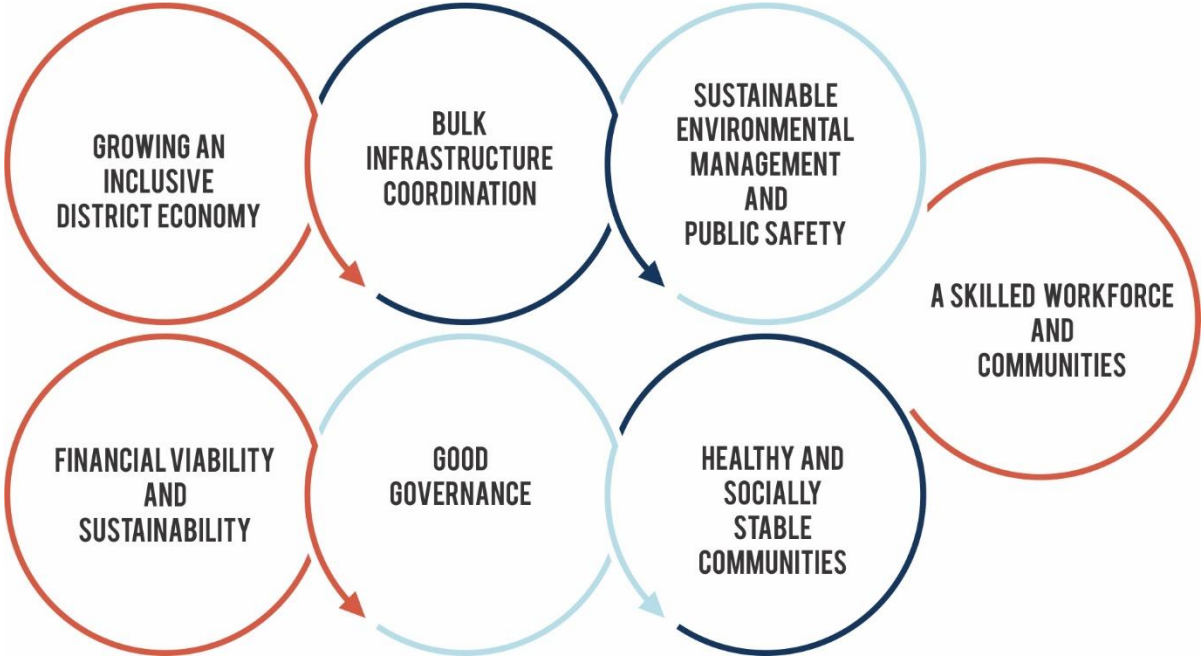 GROWING AN
INCLUSIVE
DISTRICT ECONOMY
BULK
INFRASTRUCTURE
COORDINATION
SUSTAINABLE
ENVIRONMENTAL
MANAGEMENT
AND
PUBLIC SAFETY
A SKILLED WORKFORCE
AND
COMMUNITIES
FINANCIAL VIABILITY
AND
SUSTAINABILITY
GOOD
GOVERNANCE
HEALTHY AND
SOCIALLY
STABLE
COMMUNITIES